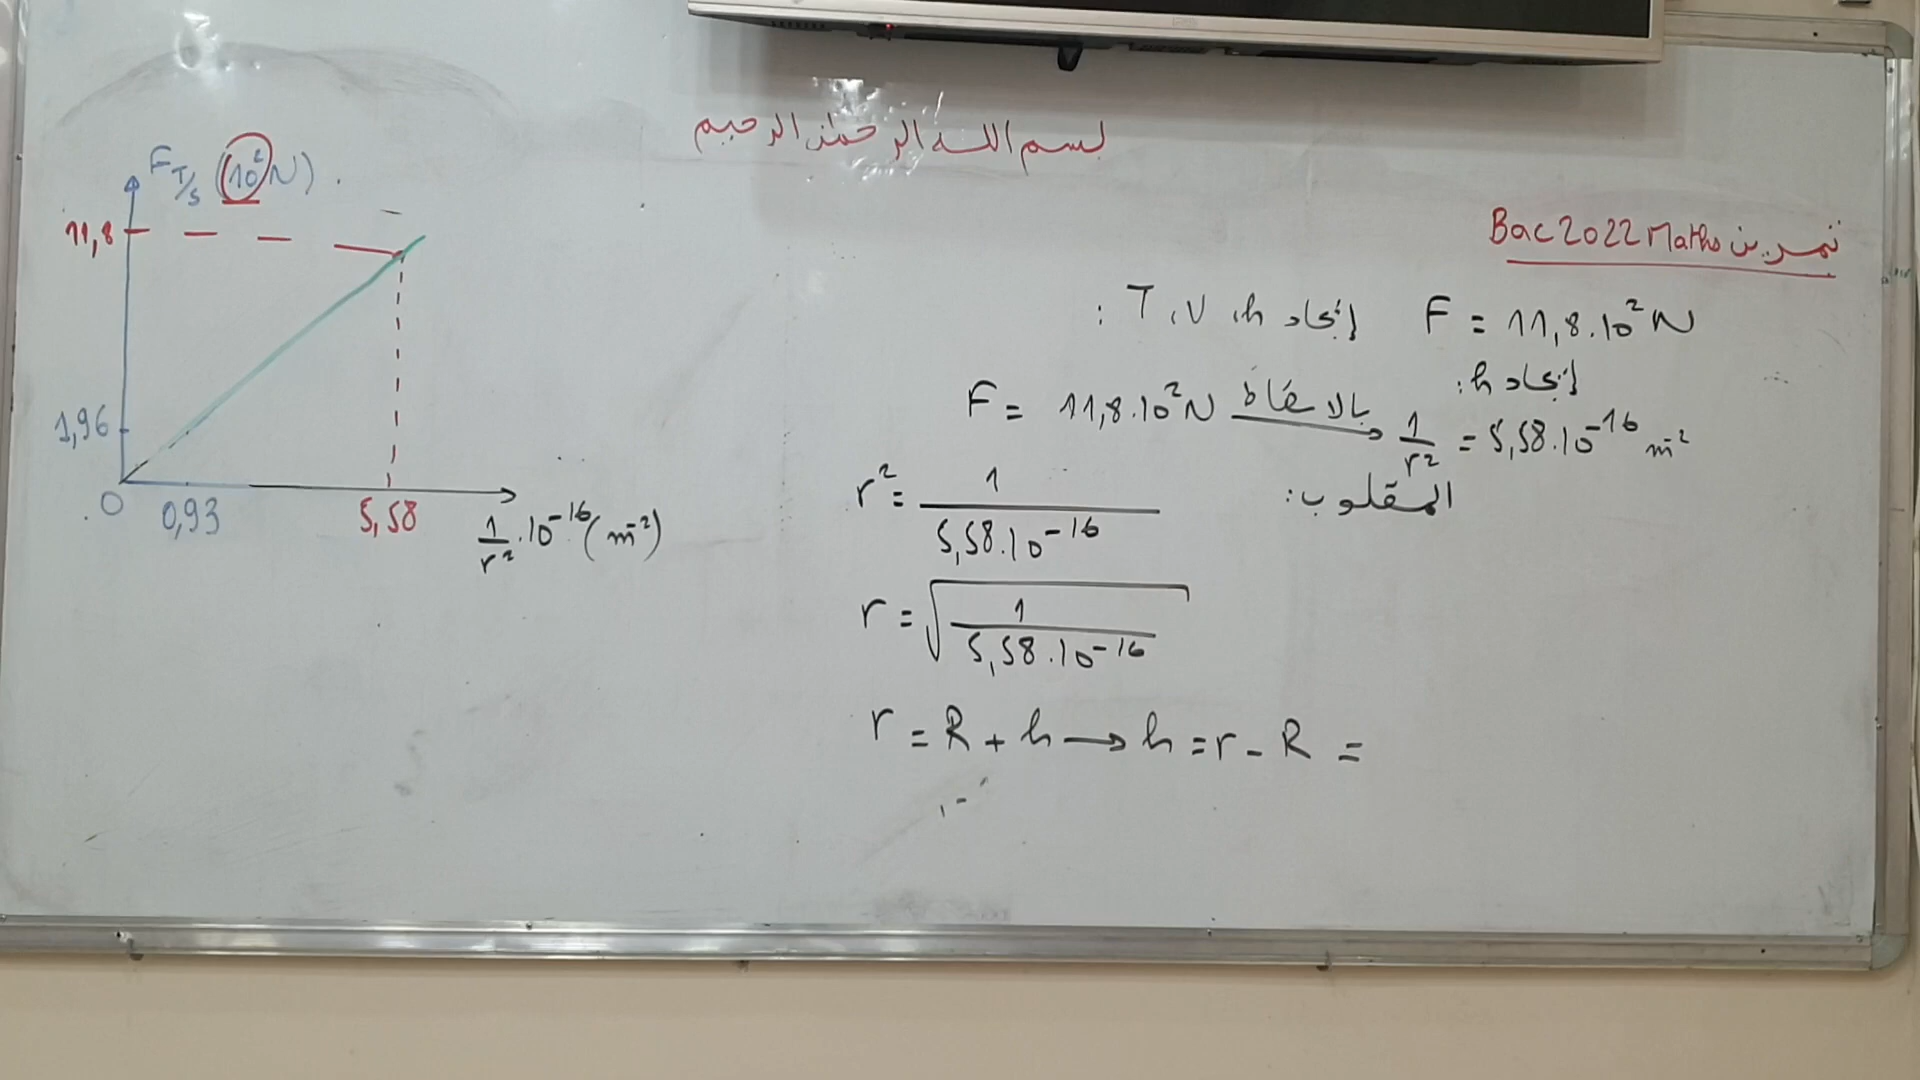 بسم الله الرحمن الرحيم
F T/S (10² N).
11,8
1,96
O
0,93
5,58
1/r² . 10⁻¹⁶ (m⁻²)
تمرين Bac 2022 Maths
F = 11,8.10² N إيجاد h، v، T :
إيجاد h:
F = 11,8.10² N بالاسقاط → 1/r² = 5,58.10⁻¹⁶ m⁻²
المقلوب:
r² = 1/5,58.10⁻¹⁶
r = √(1/5,58.10⁻¹⁶)
r = R + h → h = r - R =